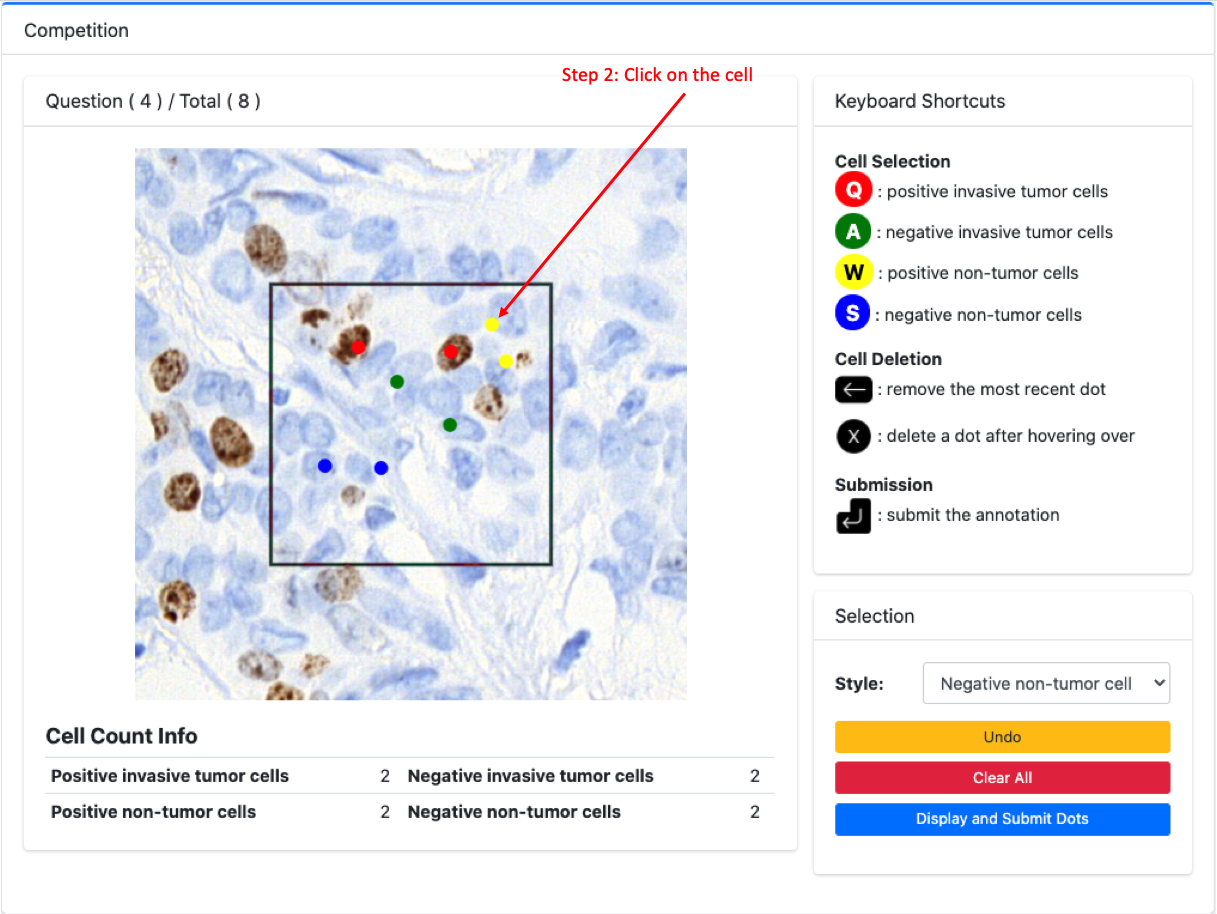 Competition
Step 2: Click on the cell
Question ( 4 ) / Total ( 8 )
Cell Count Info
Positive invasive tumor cells 2 Negative invasive tumor cells 2
Positive non-tumor cells 2 Negative non-tumor cells 2
Keyboard Shortcuts
Cell Selection
Q : positive invasive tumor cells
A : negative invasive tumor cells
W : positive non-tumor cells
S : negative non-tumor cells
Cell Deletion
← : remove the most recent dot
X : delete a dot after hovering over
Submission
: submit the annotation
Selection
Style: Negative non-tumor cell
Undo
Clear All
Display and Submit Dots